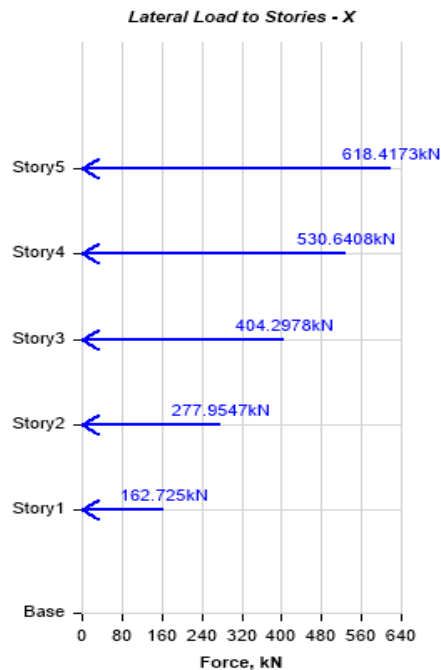 Lateral Load to Stories - X
618.4173kN
Story5
530.6408kN
Story4
404.2978kN
Story3
277.9547kN
Story2
162.725kN
Story1
Base
0 80 160 240 320 400 480 560 640
Force, kN